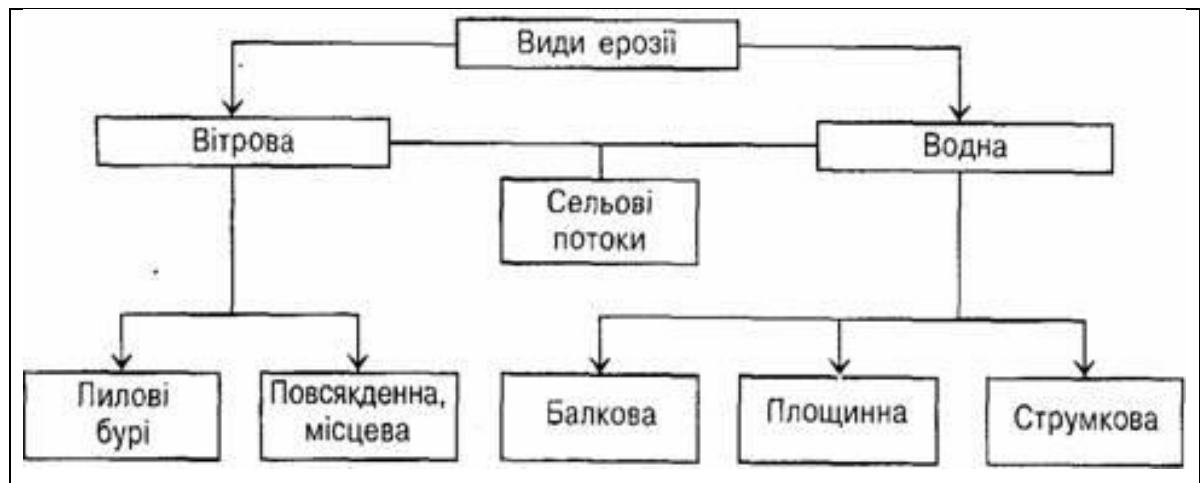 Види ерозії
Вітрова
Водна
Сельові
потоки
Пилові
бурі
Повсякденна,
місцева
Балкова
Площинна
Струмкова